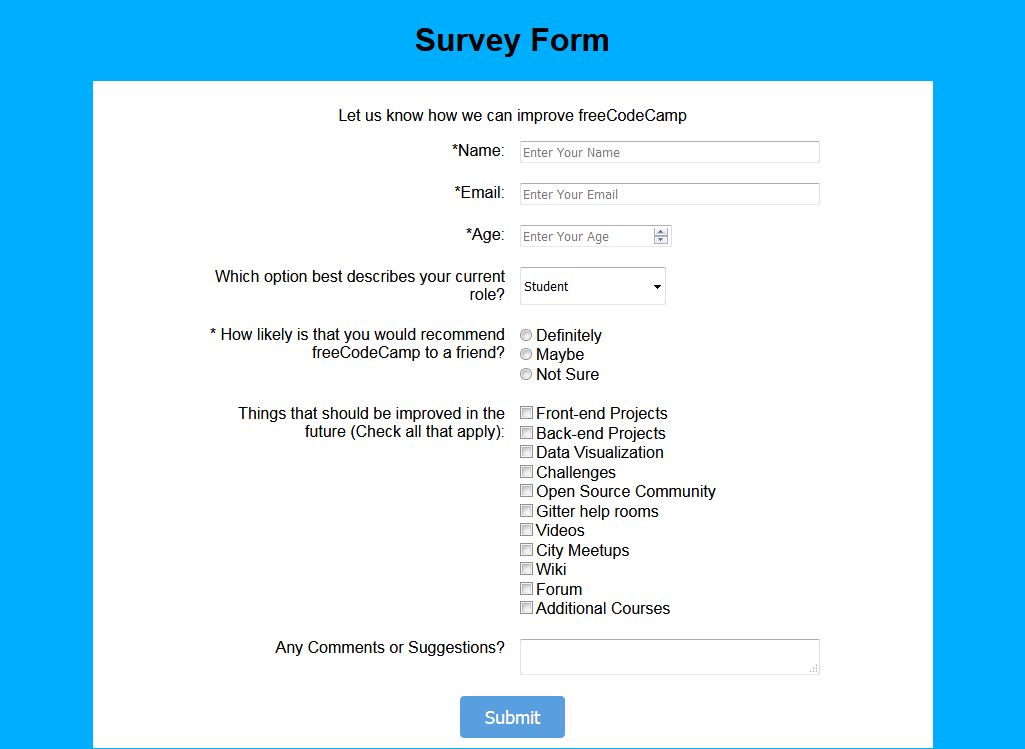 Survey Form
Let us know how we can improve freeCodeCamp
*Name: Enter Your Name
*Email: Enter Your Email
*Age: Enter Your Age
Which option best describes your current
role?
Student
* How likely is that you would recommend
freeCodeCamp to a friend?
Definitely
Maybe
Not Sure
Things that should be improved in the
future (Check all that apply):
Front-end Projects
Back-end Projects
Data Visualization
Challenges
Open Source Community
Gitter help rooms
Videos
City Meetups
Wiki
Forum
Additional Courses
Any Comments or Suggestions?
Submit